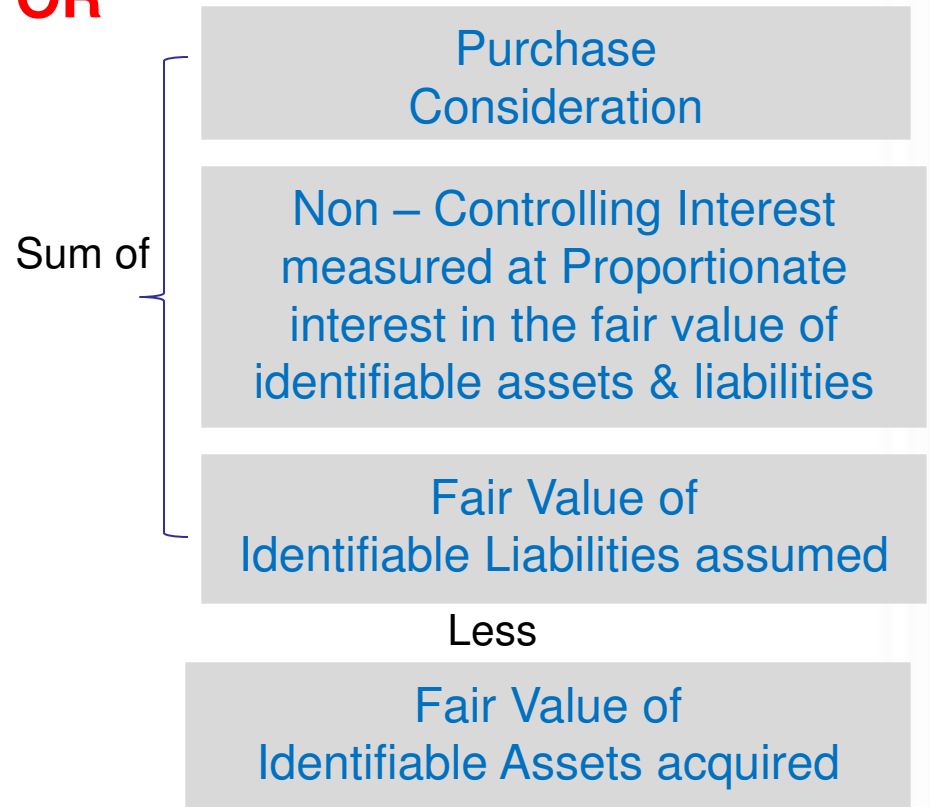 OR
Purchase
Consideration
Sum of
Non – Controlling Interest
measured at Proportionate
interest in the fair value of
identifiable assets & liabilities
Fair Value of
Identifiable Liabilities assumed
Less
Fair Value of
Identifiable Assets acquired